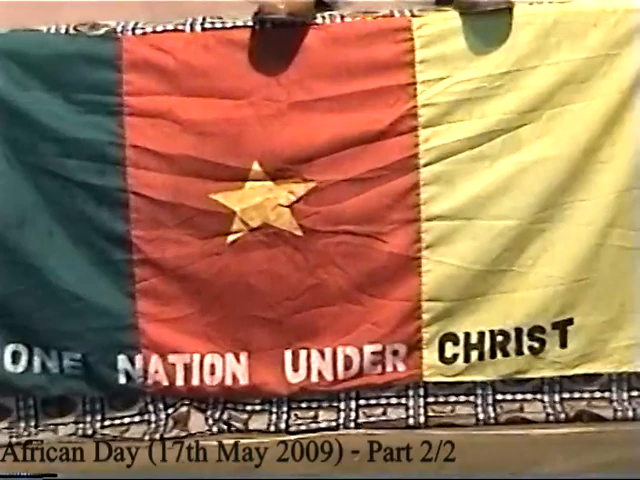 ONE NATION UNDER CHRIST
African Day (17th May 2009) - Part 2/2